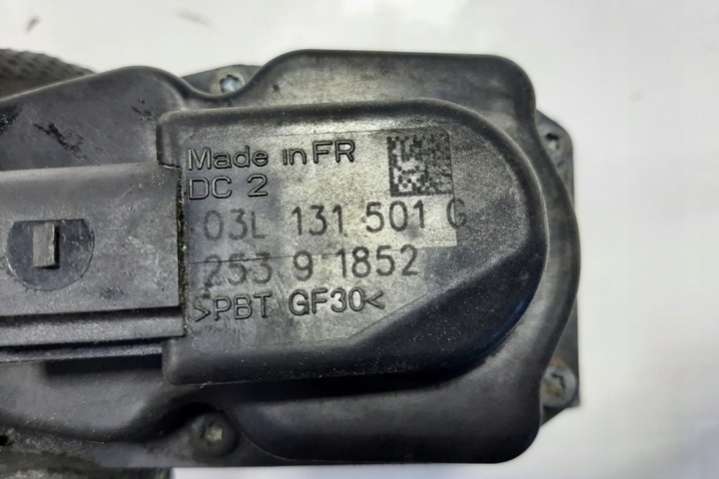 Made in FR
DC 2
03L 131 501 C
253 9 1852
>PBT GF30<